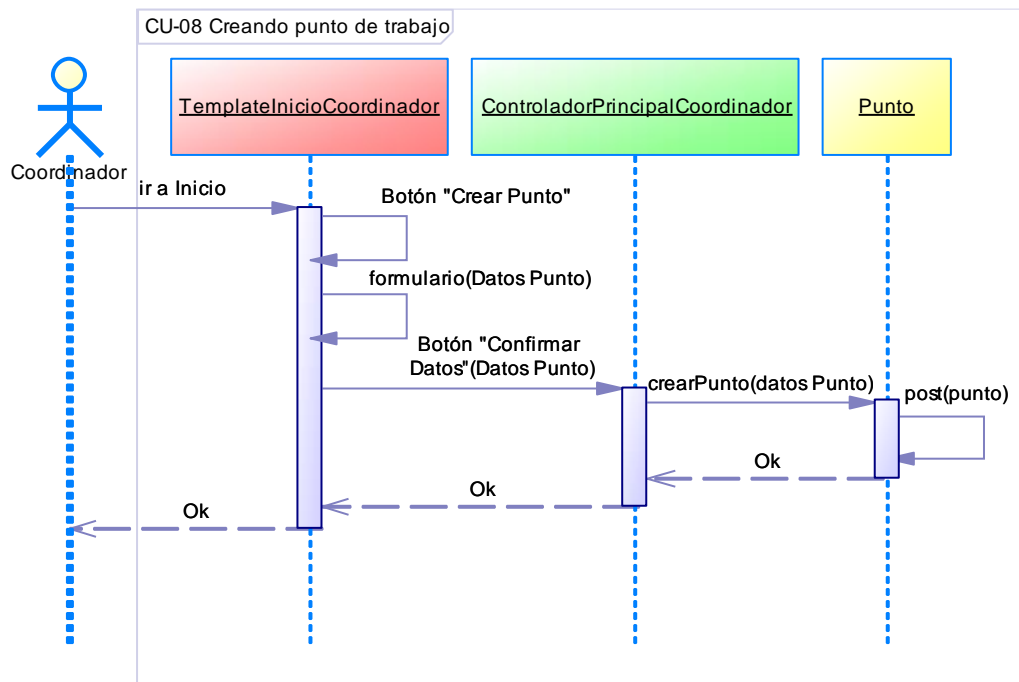 CU-08 Creando punto de trabajo
TemplateInicioCoordinador
ControladorPrincipalCoordinador
Punto
Coordinador
ir a Inicio
Botón "Crear Punto"
formulario(Datos Punto)
Botón "Confirmar
Datos"(Datos Punto)
crearPunto(datos Punto)
post(punto)
Ok
Ok
Ok